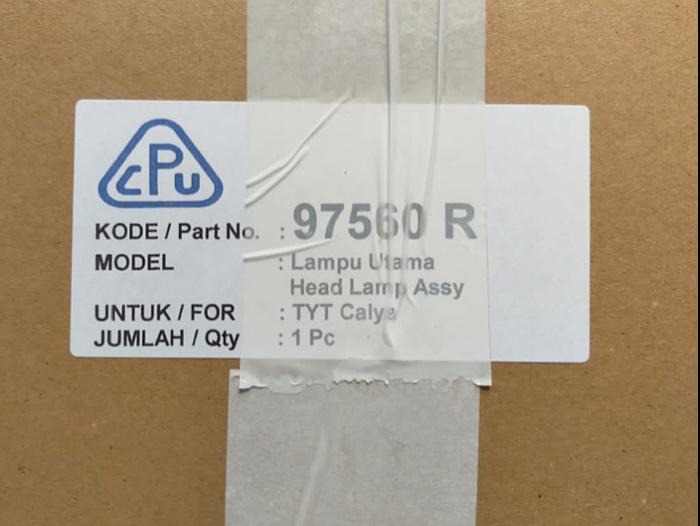 CPU
KODE / Part No. : 97560 R
MODEL : Lampu Utama
Head Lamp Assy
UNTUK / FOR : TYT Calya
JUMLAH / Qty : 1 Pc